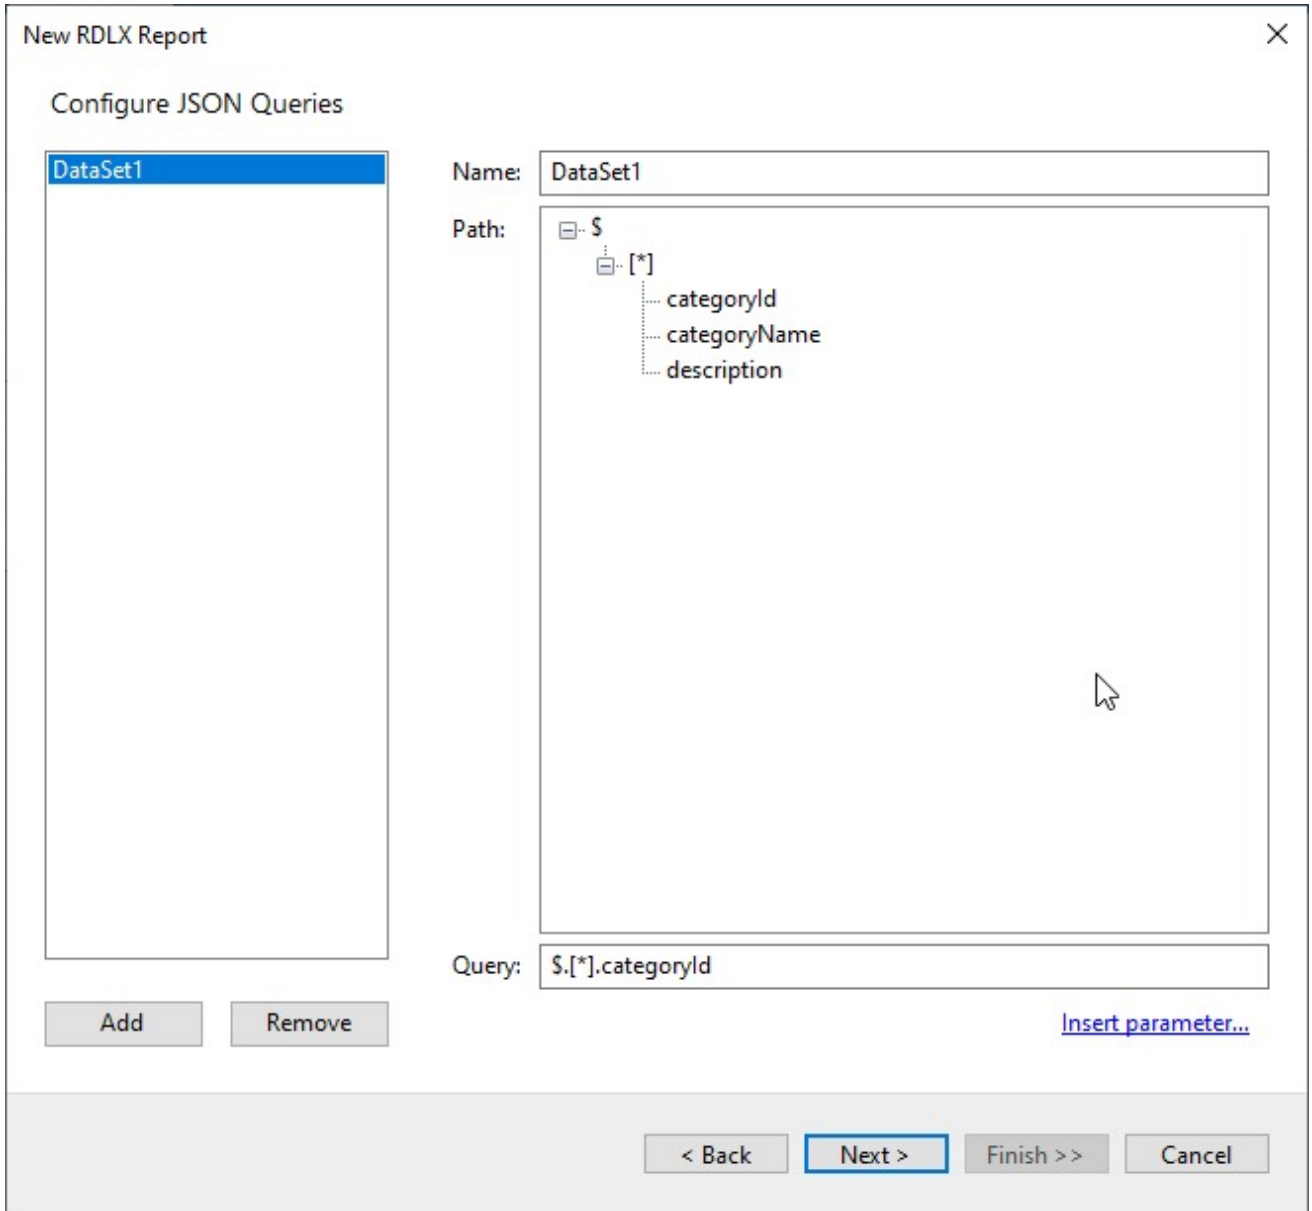 New RDLX Report
Configure JSON Queries
DataSet1
Name: DataSet1
Path: $
[*]
categoryId
categoryName
description
Query: $.[*].categoryId
Add Remove Insert parameter...
< Back Next > Finish >> Cancel